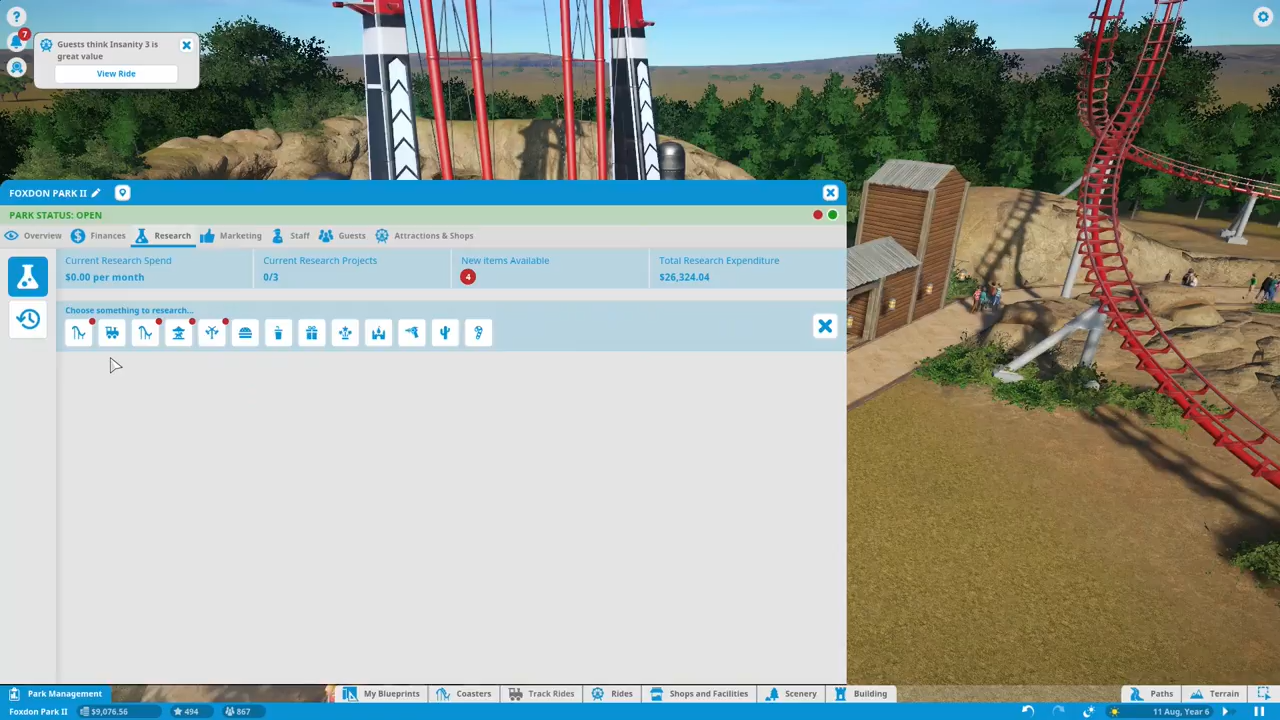 ?
7
Guests think Insanity 3 is
great value
View Ride
FOXDON PARK II
PARK STATUS: OPEN
Overview
Finances
Research
Marketing
Staff
Guests
Attractions & Shops
Current Research Spend
$0.00 per month
Current Research Projects
0/3
New items Available
4
Total Research Expenditure
$26,324.04
Choose something to research...
Park Management
My Blueprints
Coasters
Track Rides
Rides
Shops and Facilities
Scenery
Building
Paths
Terrain
Foxdon Park II
$9,076.56
494
867
11 Aug, Year 6